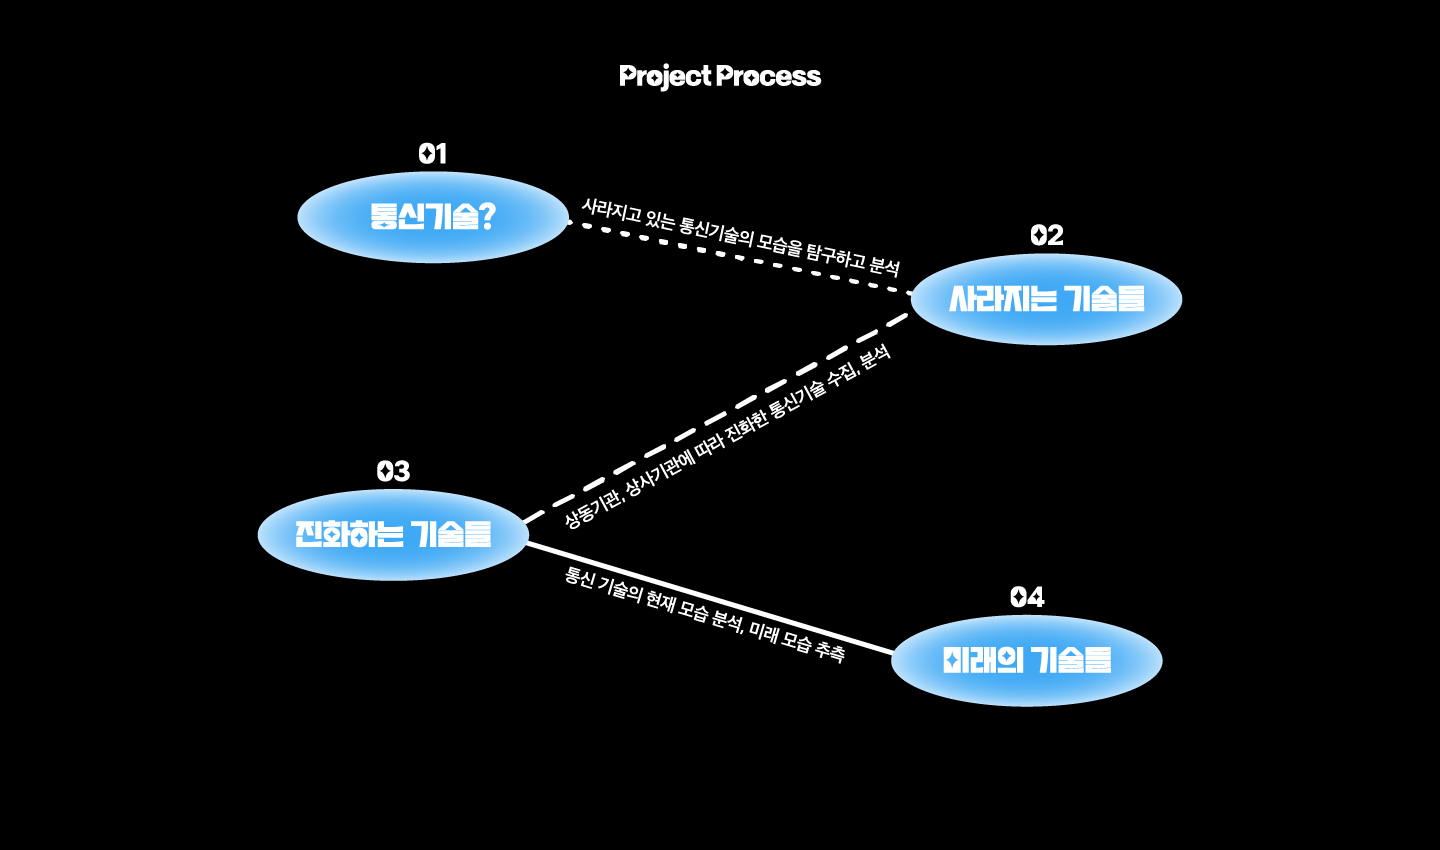 Project Process
01
통신기술?
사라지고 있는 통신기술의 모습을 탐구하고 분석
02
사라지는 기술들
상동기관, 상사기관에 따라 진화한 통신기술 수집, 분석
03
진화하는 기술들
통신 기술의 현재 모습 분석, 미래 모습 추측
04
미래의 기술들